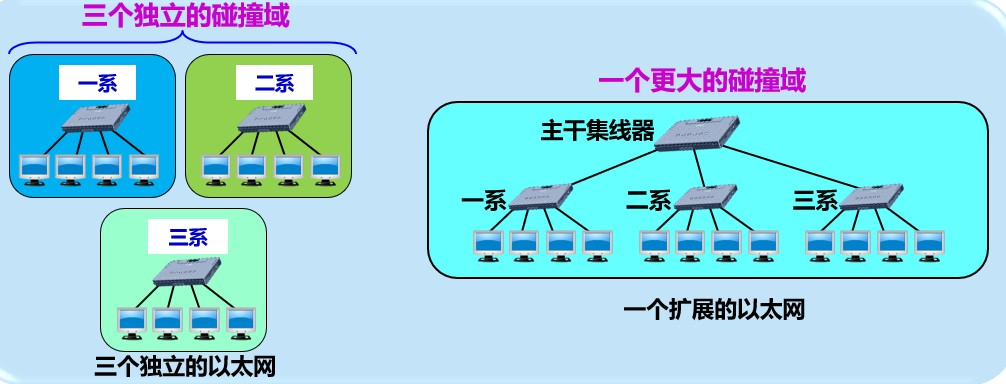 三个独立的碰撞域
一系
二系
三系
三个独立的以太网
一个更大的碰撞域
主干集线器
一系
二系
三系
一个扩展的以太网